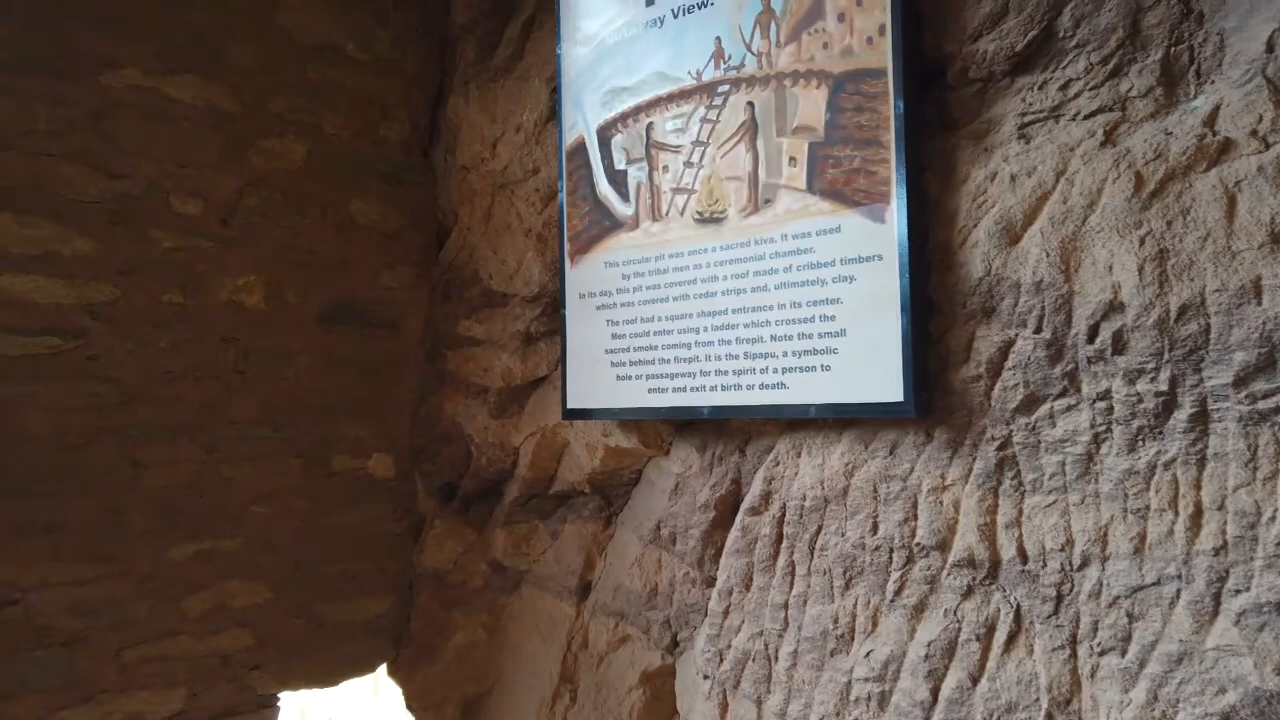 Cutaway View:
This circular pit was once a sacred kiva. It was used
by the tribal men as a ceremonial chamber.
In its day, this pit was covered with a roof made of cribbed timbers
which was covered with cedar strips and, ultimately, clay.
The roof had a square shaped entrance in its center.
Men could enter using a ladder which crossed the
sacred smoke coming from the firepit. Note the small
hole behind the firepit. It is the Sipapu, a symbolic
hole or passageway for the spirit of a person to
enter and exit at birth or death.